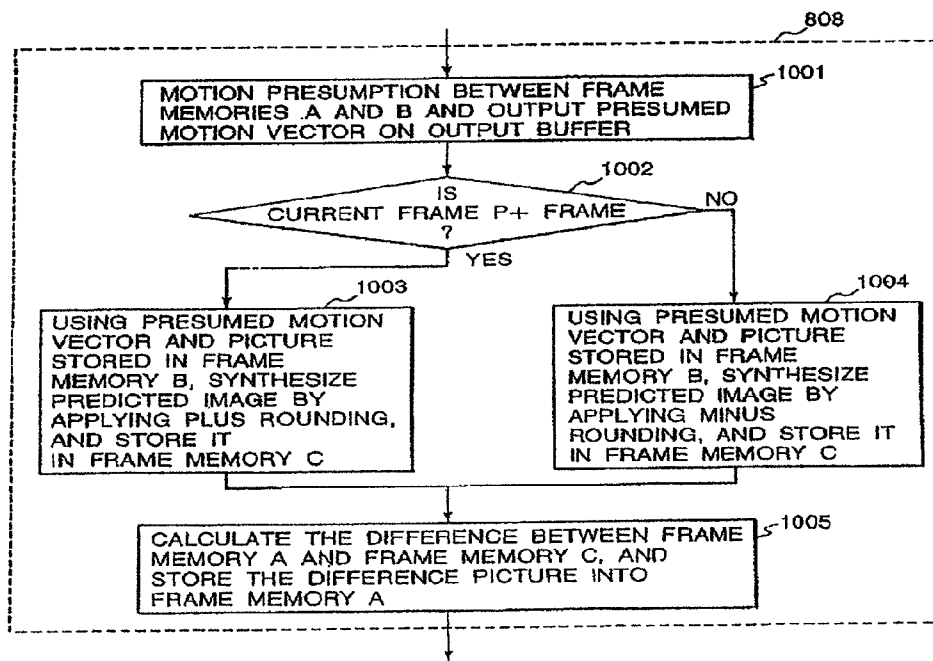 808
1001
MOTION PRESUMPTION BETWEEN FRAME
MEMORIES A AND B AND OUTPUT PRESUMED
MOTION VECTOR ON OUTPUT BUFFER
1002
IS
CURRENT FRAME P+ FRAME
?
NO
YES
1003
USING PRESUMED MOTION
VECTOR AND PICTURE
STORED IN FRAME
MEMORY B, SYNTHESIZE
PREDICTED IMAGE BY
APPLYING PLUS ROUNDING,
AND STORE IT
IN FRAME MEMORY C
1004
USING PRESUMED MOTION
VECTOR AND PICTURE
STORED IN FRAME
MEMORY B, SYNTHESIZE
PREDICTED IMAGE BY
APPLYING MINUS
ROUNDING, AND STORE IT
IN FRAME MEMORY C
1005
CALCULATE THE DIFFERENCE BETWEEN FRAME
MEMORY A AND FRAME MEMORY C, AND
STORE THE DIFFERENCE PICTURE INTO
FRAME MEMORY A